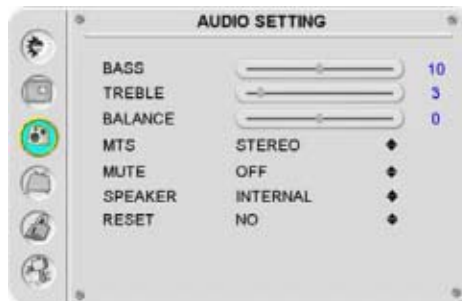 AUDIO SETTING
BASS 10
TREBLE 3
BALANCE 0
MTS STEREO
MUTE OFF
SPEAKER INTERNAL
RESET NO